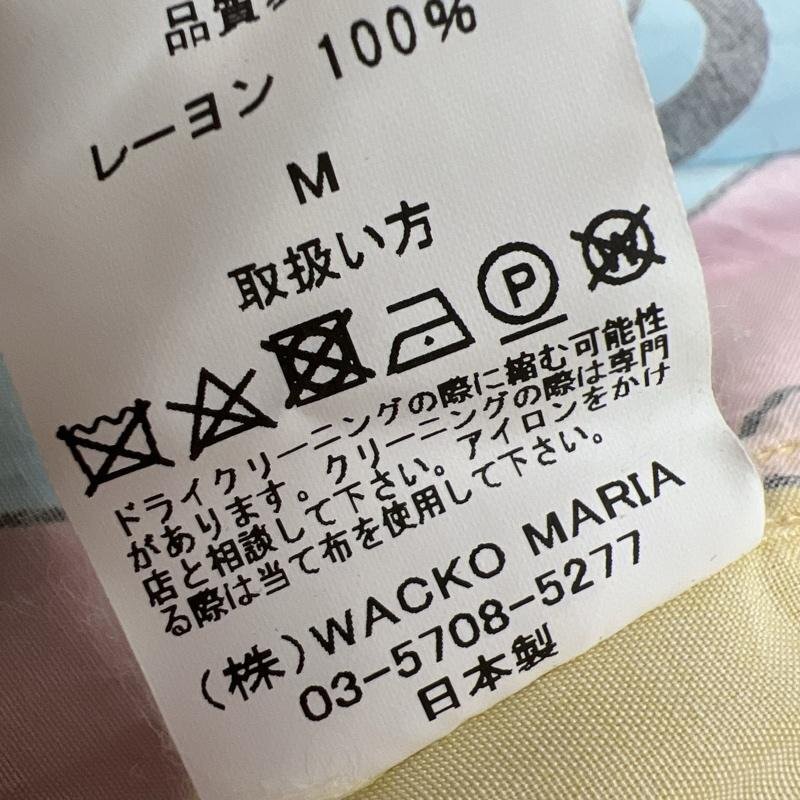 品質表
レーヨン 100%
M
取扱い方
P W
ドライクリーニングの際に縮む可能性
があります。クリーニングの際は専門
店と相談して下さい。アイロンをかけ
る際は当て布を使用して下さい。
(株)WACKO MARIA
03-5708-5277
日本製